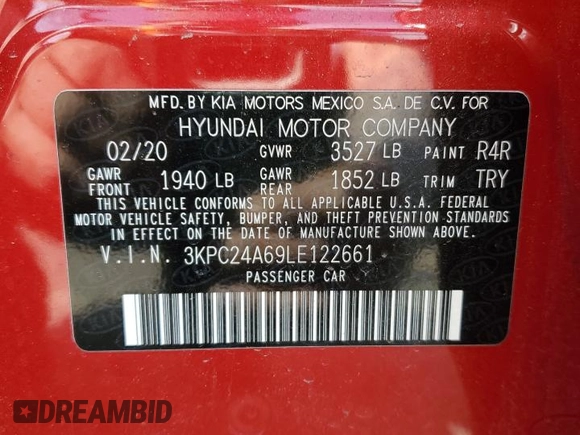 MFD. BY KIA MOTORS MEXICO S.A. DE C.V. FOR
HYUNDAI MOTOR COMPANY
02/20 GVWR 3527 LB PAINT R4R
GAWR FRONT 1940 LB GAWR REAR 1852 LB TRIM TRY
THIS VEHICLE CONFORMS TO ALL APPLICABLE U.S.A. FEDERAL
MOTOR VEHICLE SAFETY, BUMPER, AND THEFT PREVENTION STANDARDS
IN EFFECT ON THE DATE OF MANUFACTURE SHOWN ABOVE.
V.I.N. 3KPC24A69LE122661
PASSENGER CAR
DREAMBID